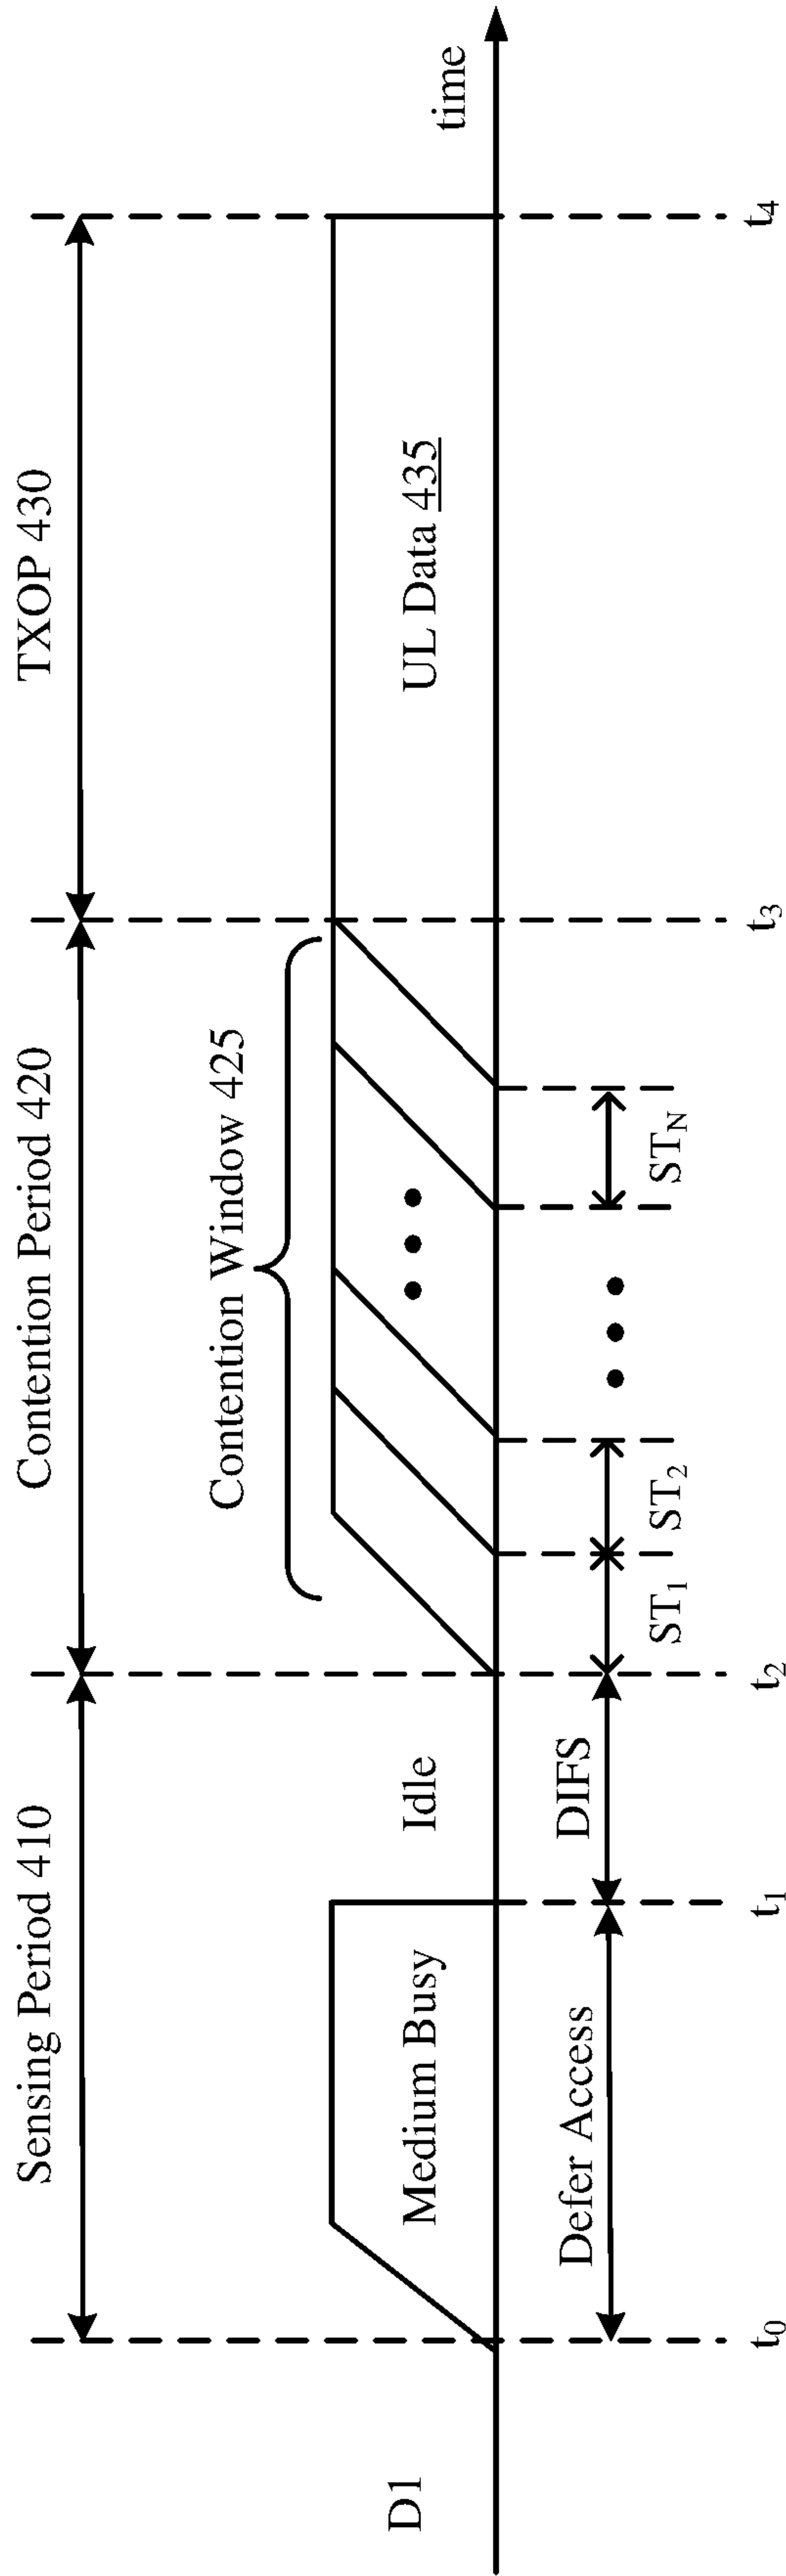 Sensing Period 410
Contention Period 420
TXOP 430
Contention Window 425
D1
Medium Busy
Idle
UL Data 435
time
Defer Access
DIFS
ST1
ST2
STN
t0
t1
t2
t3
t4